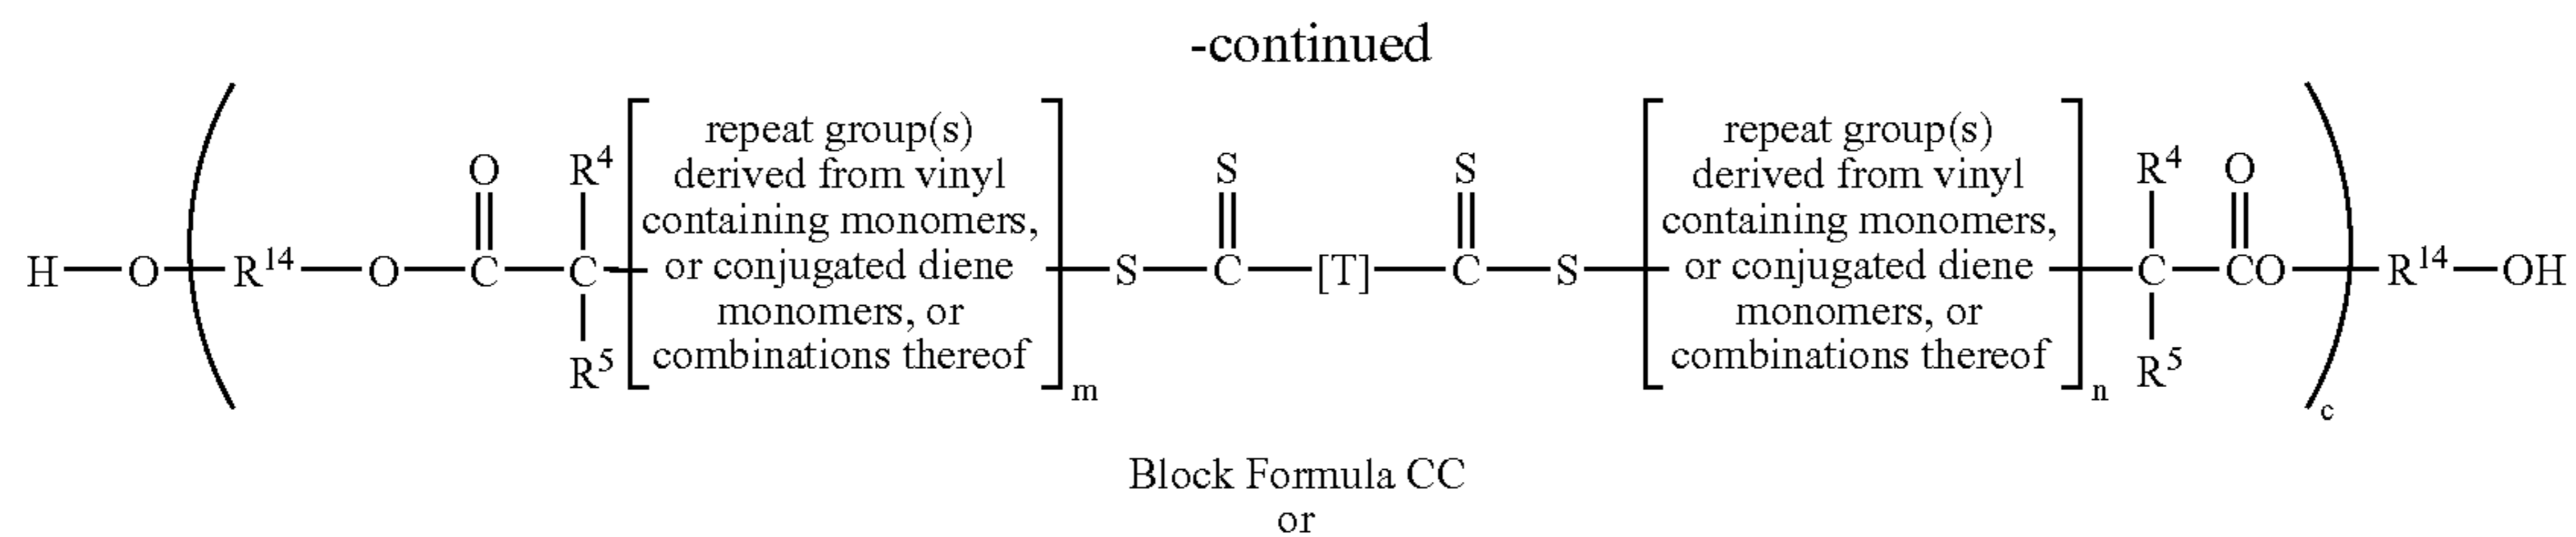 -continued
repeat group(s) repeat group(s)
O R⁴ derived from vinyl S S derived from vinyl R⁴ O
containing monomers, containing monomers,
H—O R¹⁴—O—C—C or conjugated diene S—C—[T]—C—S or conjugated diene C—CO R¹⁴—OH
monomers, or monomers, or
R⁵ combinations thereof m combinations thereof n R⁵ c
Block Formula CC
or